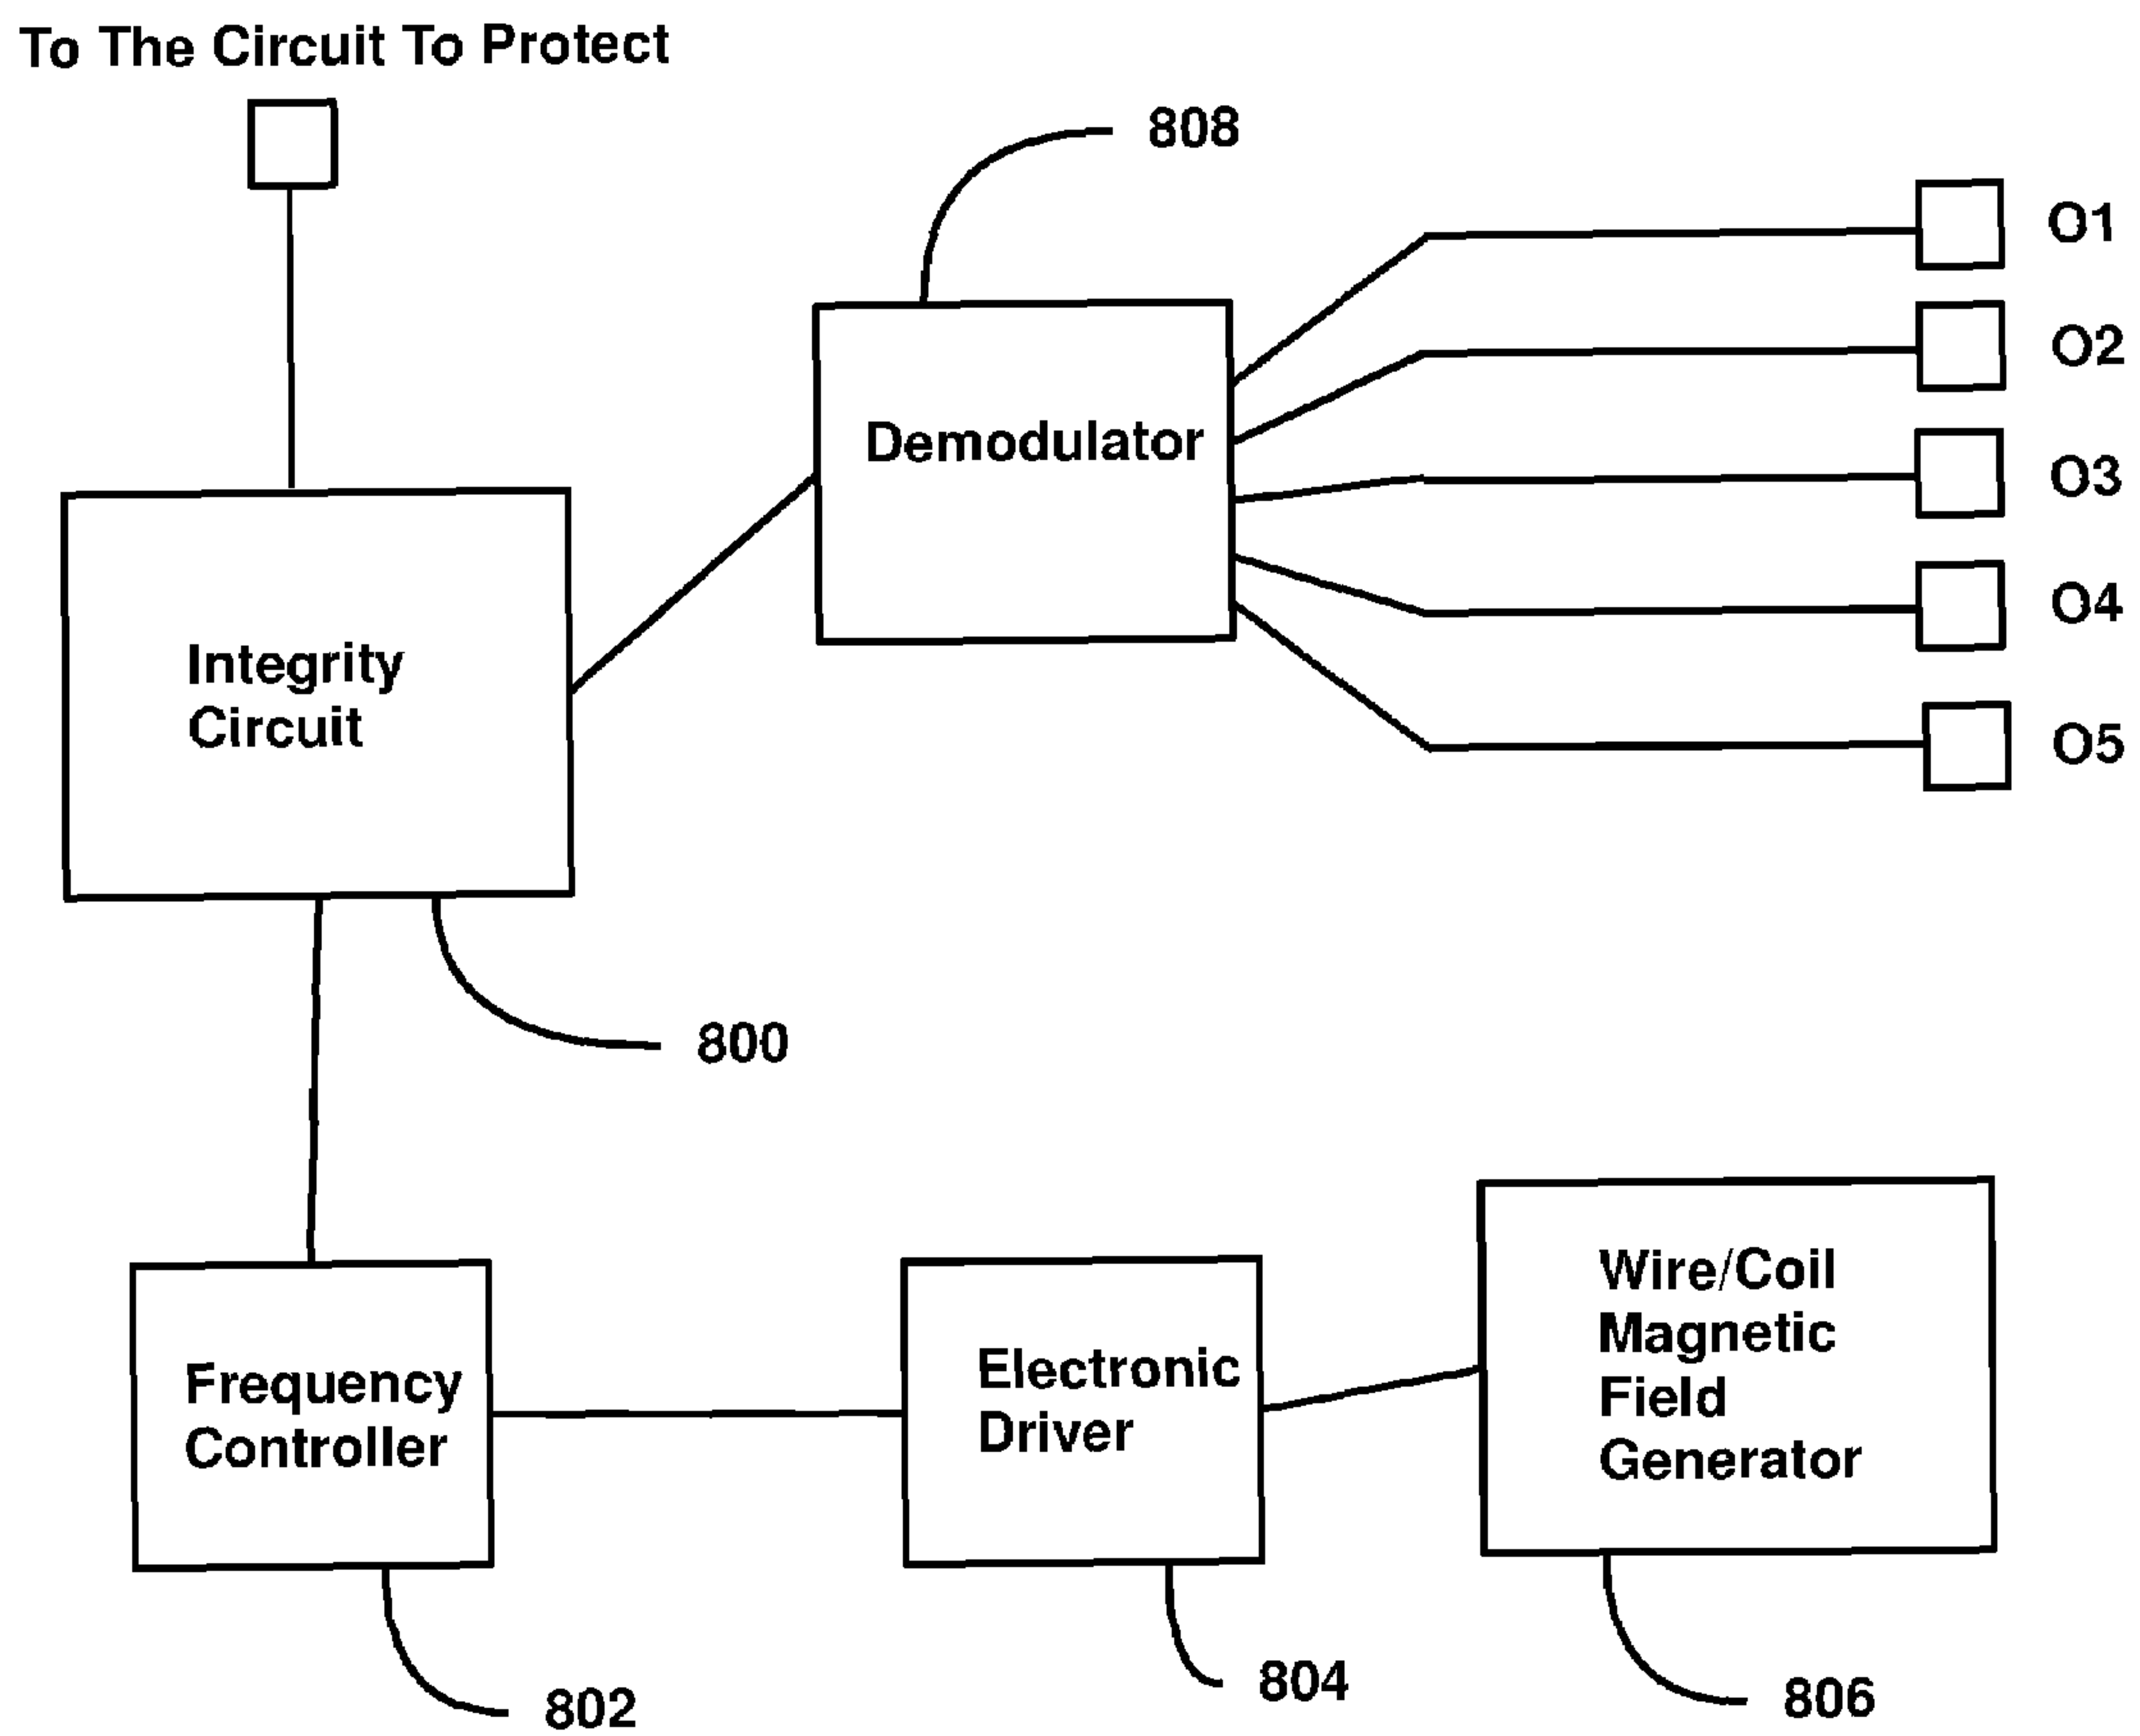 To The Circuit To Protect
808
O1
O2
Demodulator
O3
O4
Integrity
Circuit
O5
800
Wire/Coil
Magnetic
Field
Generator
Electronic
Driver
Frequency
Controller
804
806
802